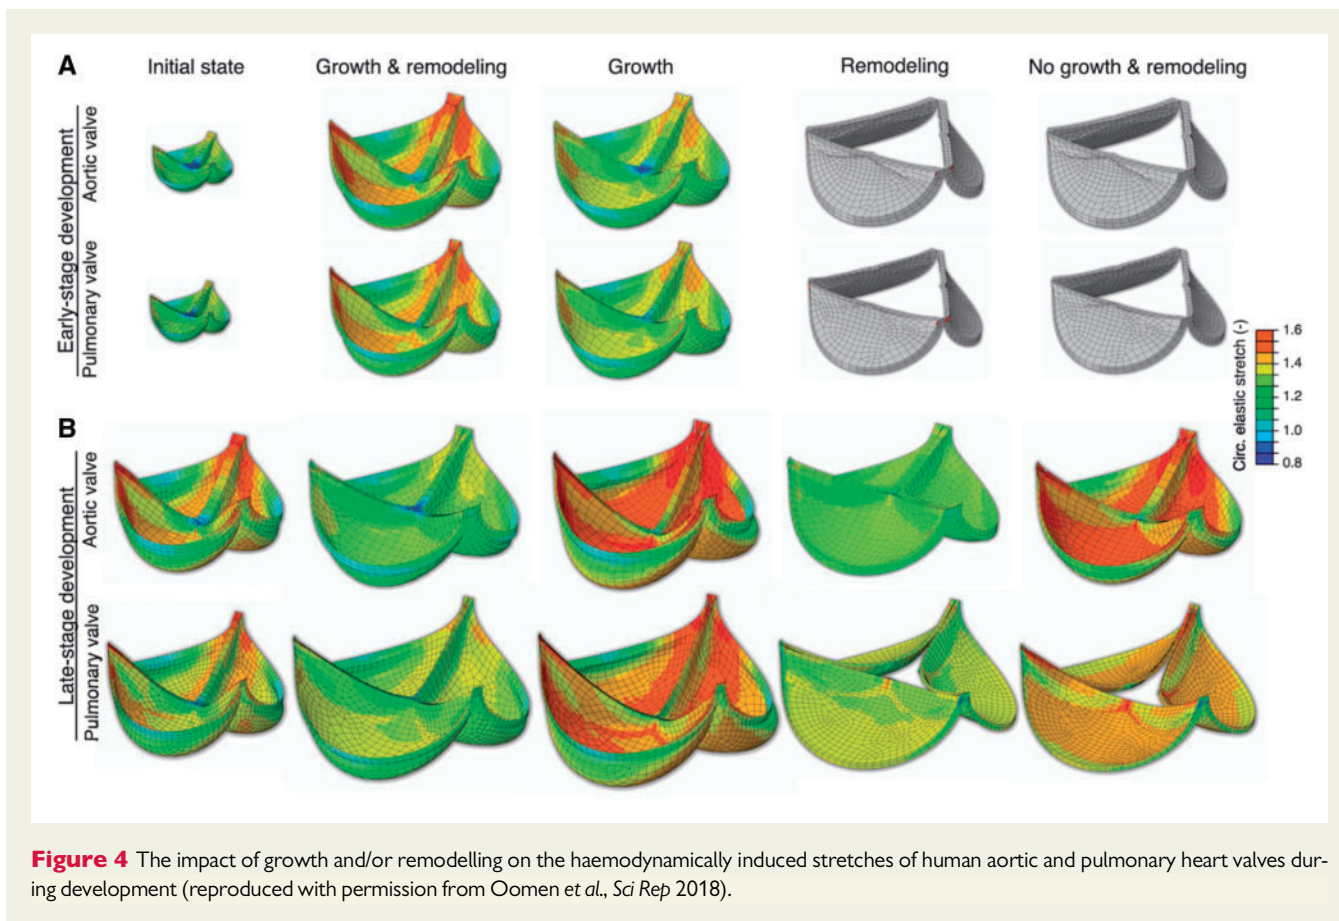 A
Initial state
Growth & remodeling
Growth
Remodeling
No growth & remodeling
Early-stage development
Aortic valve
Pulmonary valve
Circ. elastic stretch (-)
1.6
1.4
1.2
1.0
0.8
B
Late-stage development
Aortic valve
Pulmonary valve
Figure 4 The impact of growth and/or remodelling on the haemodynamically induced stretches of human aortic and pulmonary heart valves dur-
ing development (reproduced with permission from Oomen et al., Sci Rep 2018).